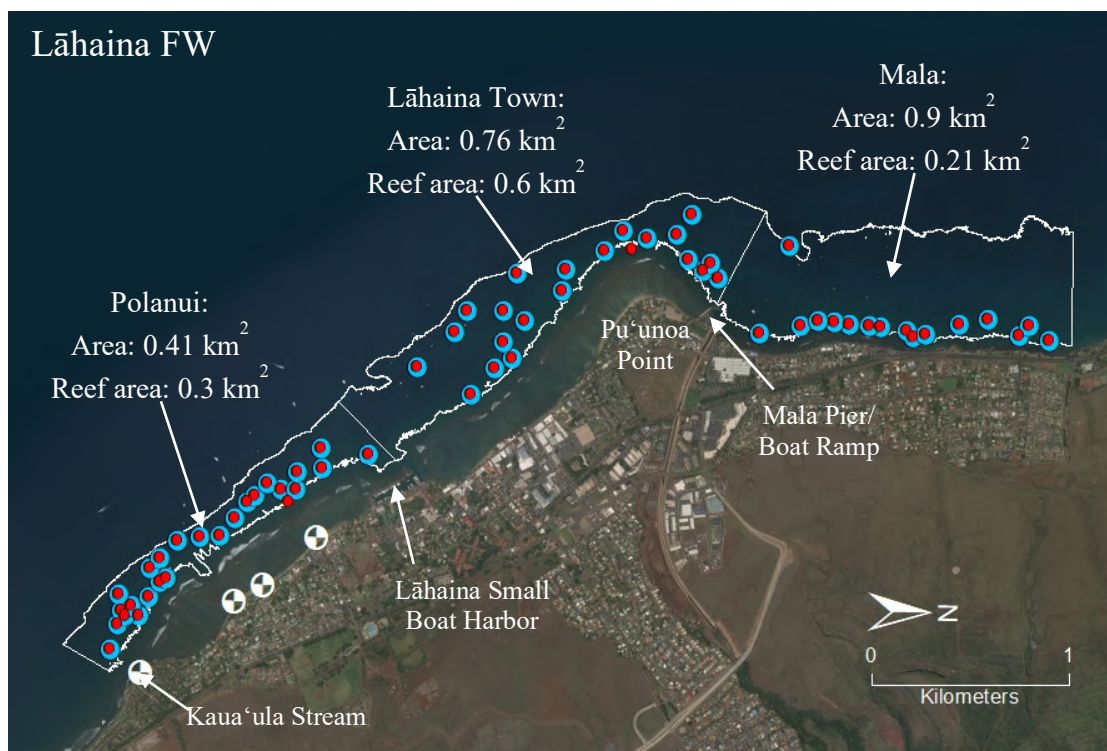 Lāhaina FW
Mala:
Area: 0.9 km²
Reef area: 0.21 km²
Lāhaina Town:
Area: 0.76 km²
Reef area: 0.6 km²
Polanui:
Area: 0.41 km²
Reef area: 0.3 km²
Pu‘unoa
Point
Mala Pier/
Boat Ramp
Lāhaina Small
Boat Harbor
Kaua‘ula Stream
N
0 1
Kilometers